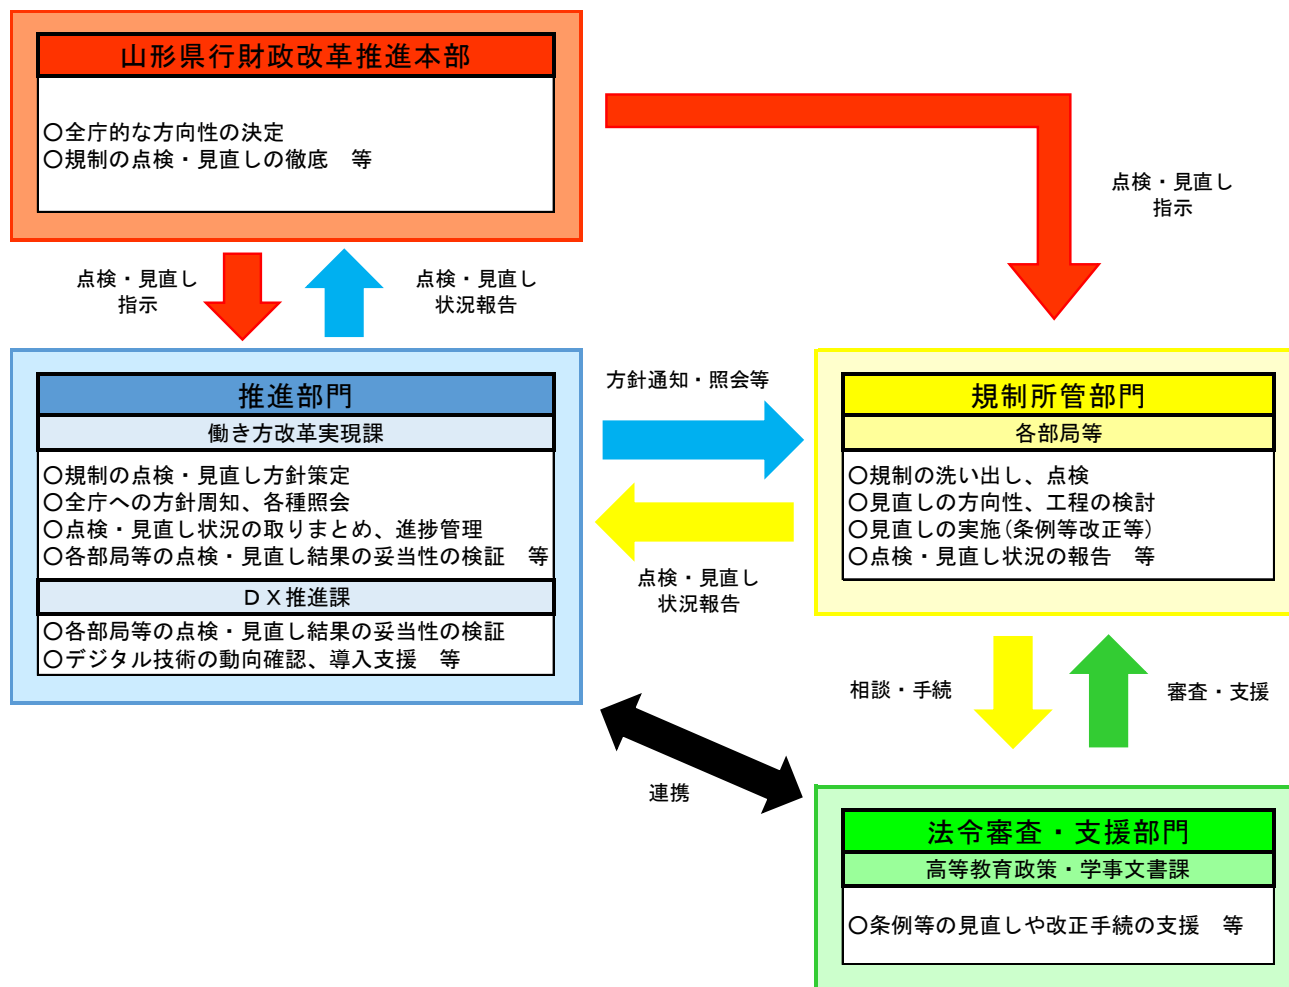 山形県行財政改革推進本部
〇全庁的な方向性の決定
〇規制の点検・見直しの徹底　等
点検・見直し
指示
点検・見直し
指示
点検・見直し
状況報告
推進部門
働き方改革実現課
〇規制の点検・見直し方針策定
〇全庁への方針周知、各種照会
〇点検・見直し状況の取りまとめ、進捗管理
〇各部局等の点検・見直し結果の妥当性の検証　等
ＤＸ推進課
〇各部局等の点検・見直し結果の妥当性の検証
〇デジタル技術の動向確認、導入支援　等
方針通知・照会等
点検・見直し
状況報告
規制所管部門
各部局等
〇規制の洗い出し、点検
〇見直しの方向性、工程の検討
〇見直しの実施(条例等改正等)
〇点検・見直し状況の報告　等
相談・手続
審査・支援
連携
法令審査・支援部門
高等教育政策・学事文書課
〇条例等の見直しや改正手続の支援　等